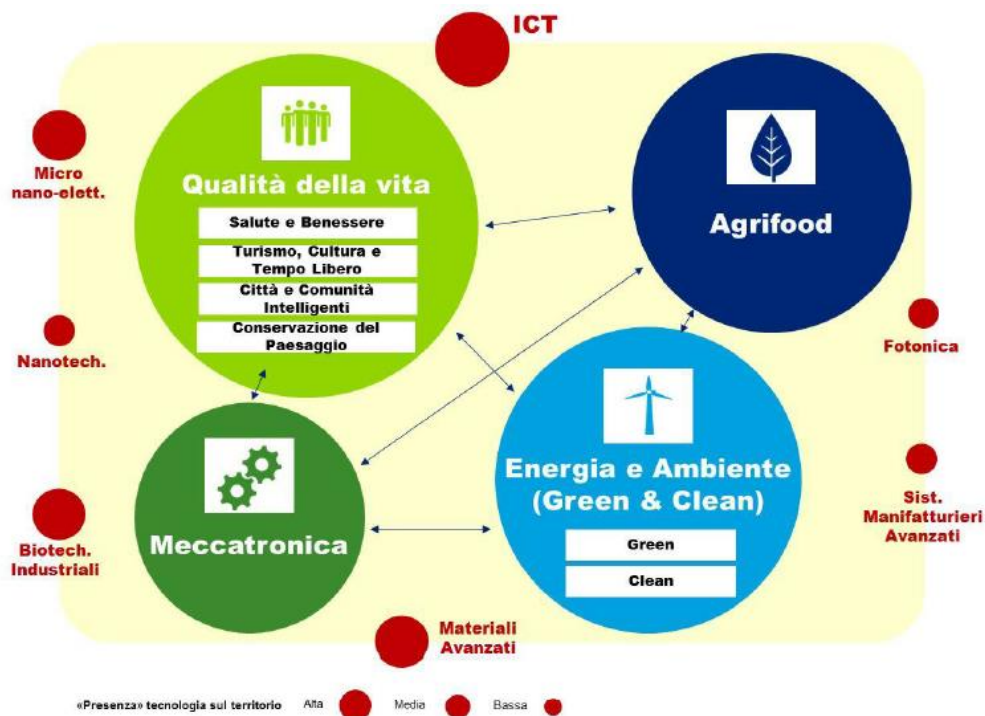 ICT
Micro
nano-elett.
Qualità della vita
Salute e Benessere
Turismo, Cultura e
Tempo Libero
Città e Comunità
Intelligenti
Conservazione del
Paesaggio
Agrifood
Nanotech.
Fotonica
Energia e Ambiente
(Green & Clean)
Green
Clean
Sist.
Manifatturieri
Avanzati
Meccatronica
Biotech.
Industriali
Materiali
Avanzati
«Presenza» tecnologia sul territorio Alta Media Bassa